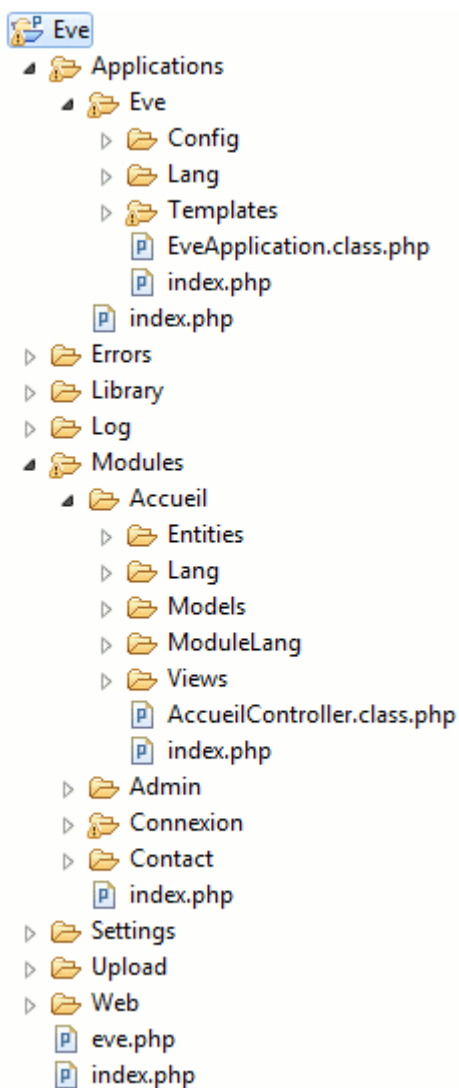 Eve
Applications
Eve
Config
Lang
Templates
EveApplication.class.php
index.php
index.php
Errors
Library
Log
Modules
Accueil
Entities
Lang
Models
ModuleLang
Views
AccueilController.class.php
index.php
Admin
Connexion
Contact
index.php
Settings
Upload
Web
eve.php
index.php